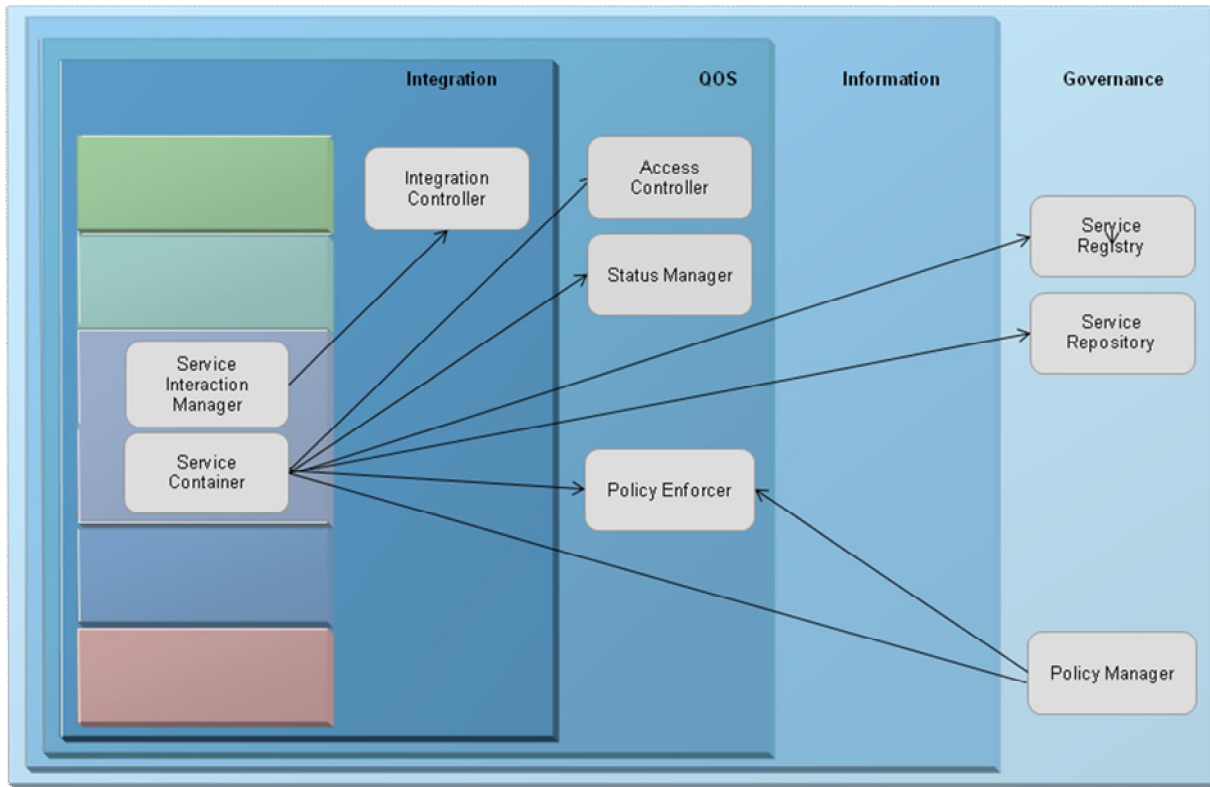 Integration
QOS
Information
Governance
Integration
Controller
Access
Controller
Status Manager
Service
Registry
Service
Repository
Service
Interaction
Manager
Service
Container
Policy Enforcer
Policy Manager